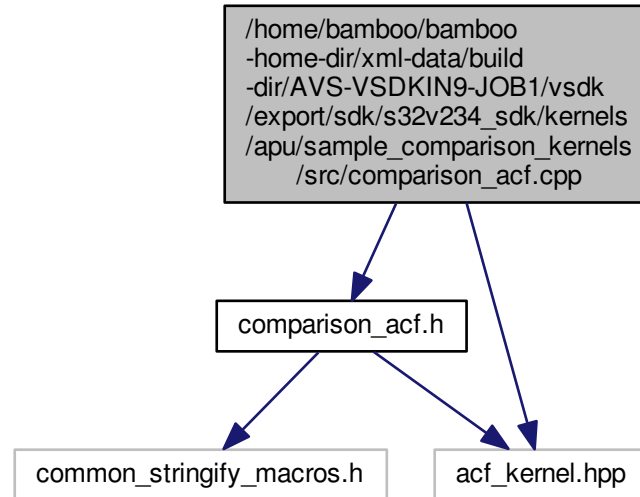 /home/bamboo/bamboo
-home-dir/xml-data/build
-dir/AVS-VSDKIN9-JOB1/vsdk
/export/sdk/s32v234_sdk/kernels
/apu/sample_comparison_kernels
/src/comparison_acf.cpp
comparison_acf.h
common_stringify_macros.h
acf_kernel.hpp